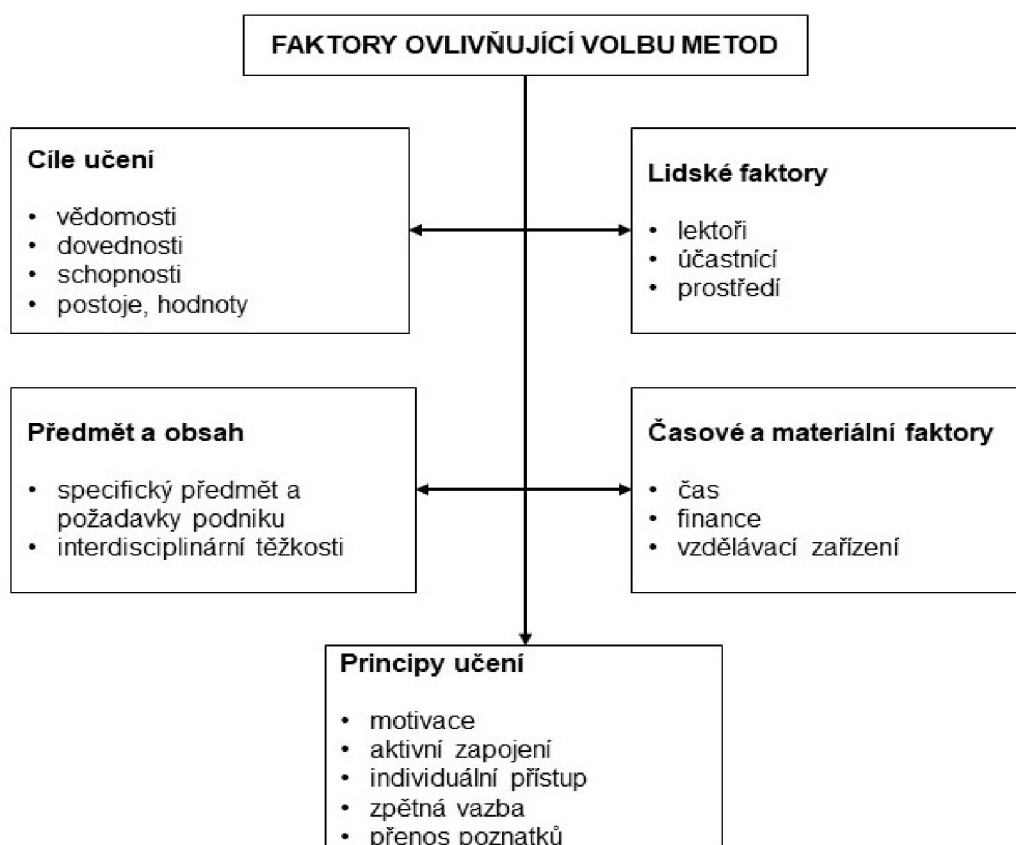 FAKTORY OVLIVŇUJÍCÍ VOLBU METOD
Cíle učení
• vědomosti
• dovednosti
• schopnosti
• postoje, hodnoty
Lidské faktory
• lektoři
• účastnící
• prostředí
Předmět a obsah
• specifický předmět a
požadavky podniku
• interdisciplinární těžkosti
Časové a materiální faktory
• čas
• finance
• vzdělávací zařízení
Principy učení
• motivace
• aktivní zapojení
• individuální přístup
• zpětná vazba
• přenos poznatků